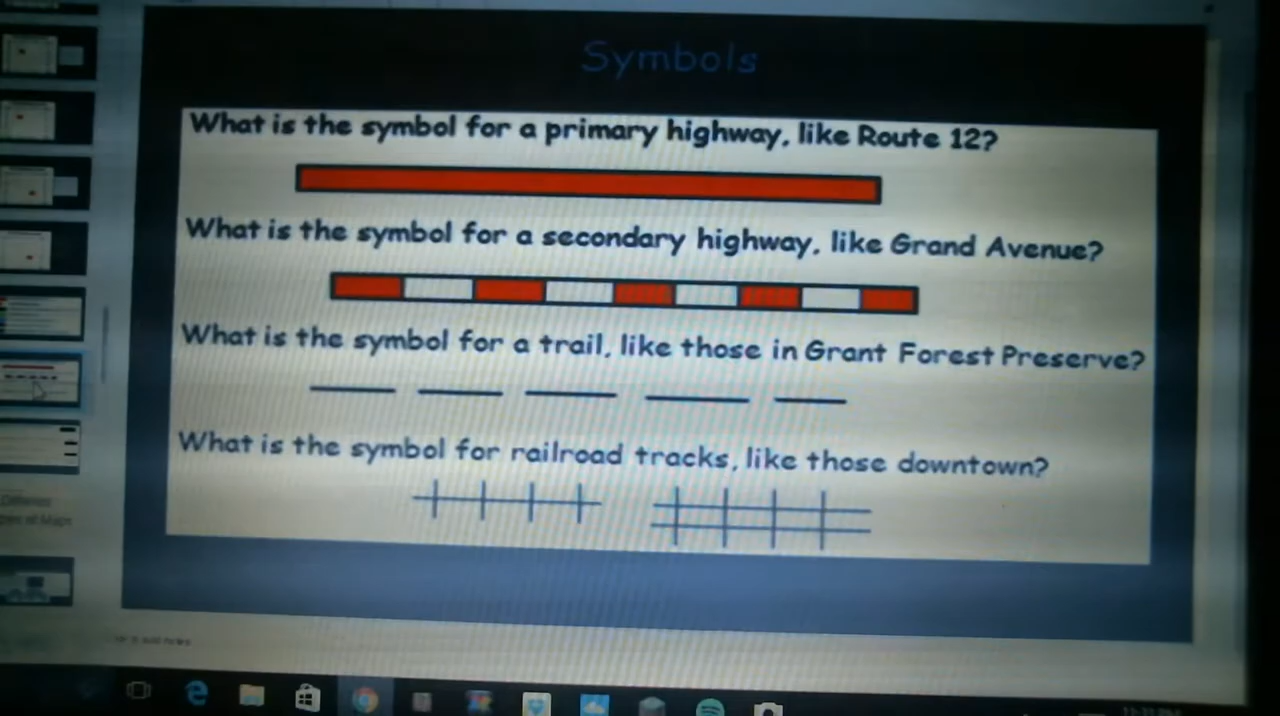 Symbols
What is the symbol for a primary highway, like Route 12?
What is the symbol for a secondary highway, like Grand Avenue?
What is the symbol for a trail, like those in Grant Forest Preserve?
What is the symbol for railroad tracks, like those downtown?